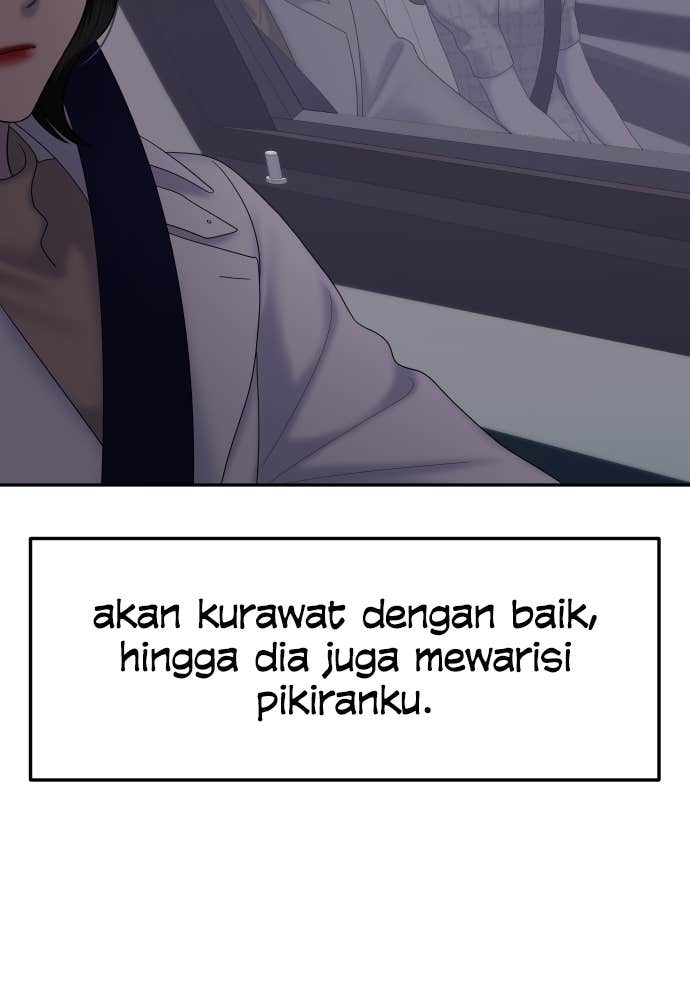 akan kurawat dengan baik,
hingga dia juga mewarisi
pikiranku.